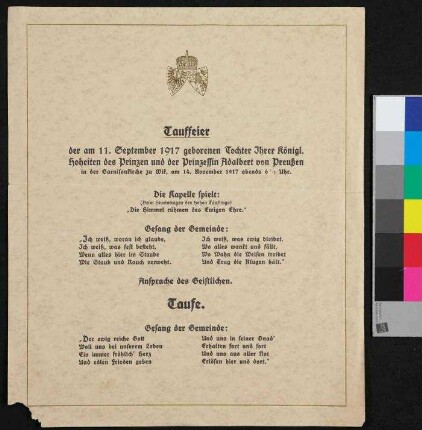 Tauffeier
der am 11. September 1917 geborenen Tochter Ihrer Königl.
Hoheiten des Prinzen und der Prinzessin Adalbert von Preußen
in der Garnisonkirche zu Wik, am 14. November 1917 abends 6 Uhr.
Die Kapelle spielt:
(Beim Hineintragen des hohen Täuflings)
„Die Himmel rühmen des Ewigen Ehre.“
Gesang der Gemeinde:
„Ich weiß, woran ich glaube,
Ich weiß, was fest besteht,
Wenn alles hier im Staube
Wie Staub und Rauch verweht.
Ich weiß, was ewig bleibet,
Wo alles wankt und fällt,
Wo Wahn die Weisen treibet
Und Trug die Klugen hält.“
Ansprache des Geistlichen.
Taufe.
Gesang der Gemeinde:
„Der ewig reiche Gott
Woll uns bei unserem Leben
Ein immer fröhlich' Herz
Und edlen Frieden geben
Und uns in seiner Gnad'
Erhalten fort und fort
Und uns aus aller Not
Erlösen hier und dort.“